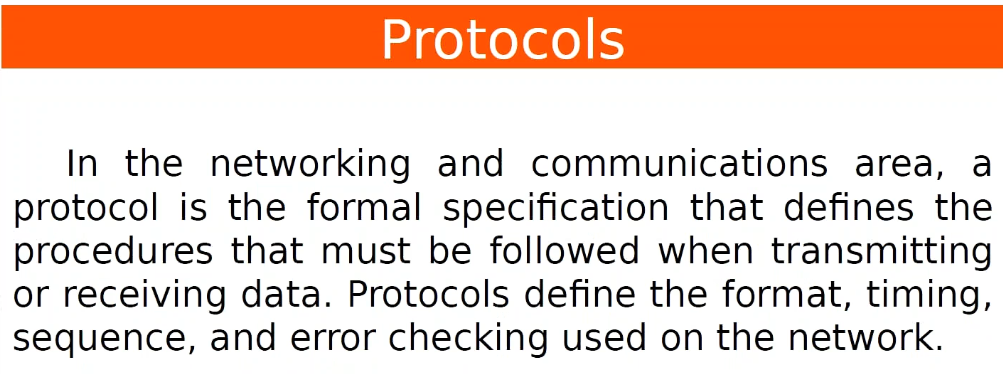 Protocols
In the networking and communications area, a
protocol is the formal specification that defines the
procedures that must be followed when transmitting
or receiving data. Protocols define the format, timing,
sequence, and error checking used on the network.